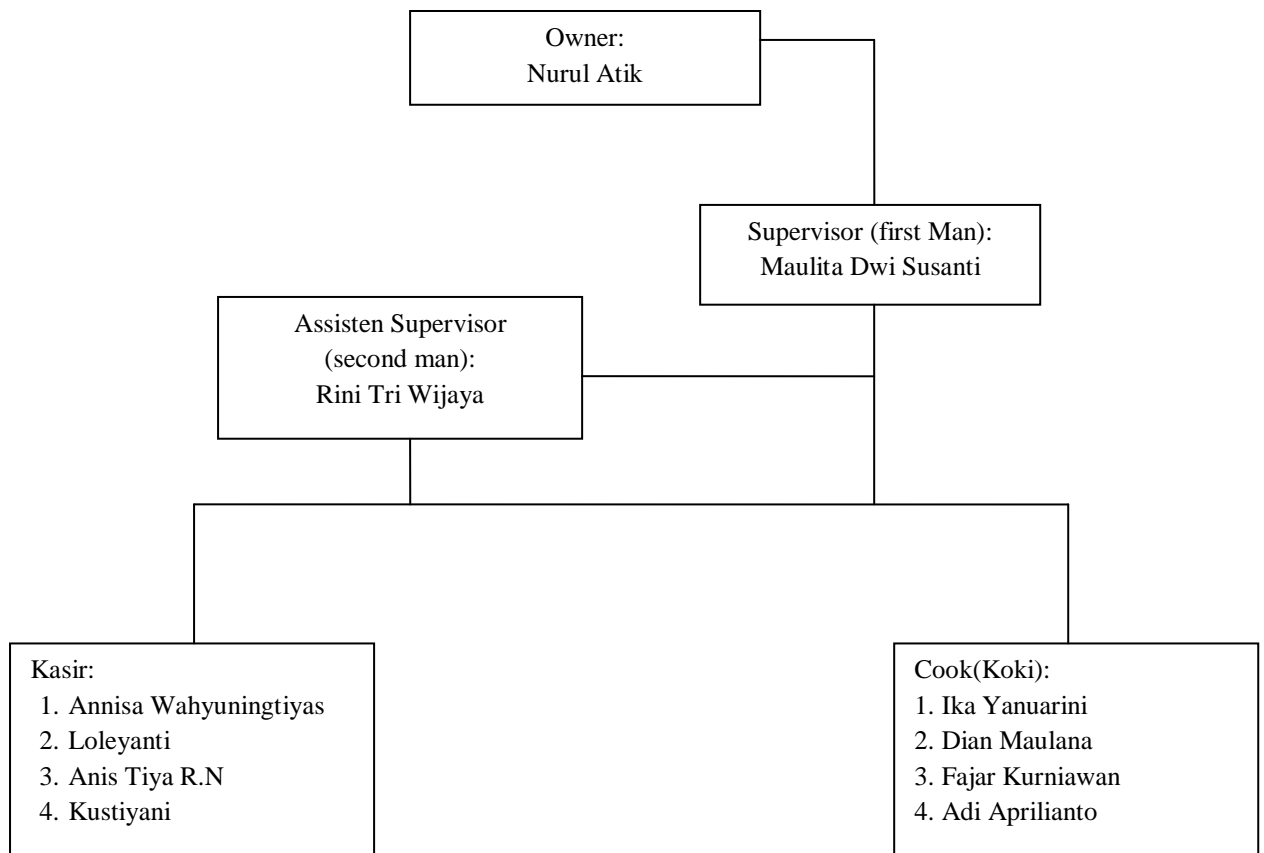 Owner:
Nurul Atik
Supervisor (first Man):
Maulita Dwi Susanti
Assisten Supervisor
(second man):
Rini Tri Wijaya
Kasir:
1. Annisa Wahyuningtiyas
2. Loleyanti
3. Anis Tiya R.N
4. Kustiyani
Cook(Koki):
1. Ika Yanuarini
2. Dian Maulana
3. Fajar Kurniawan
4. Adi Aprilianto